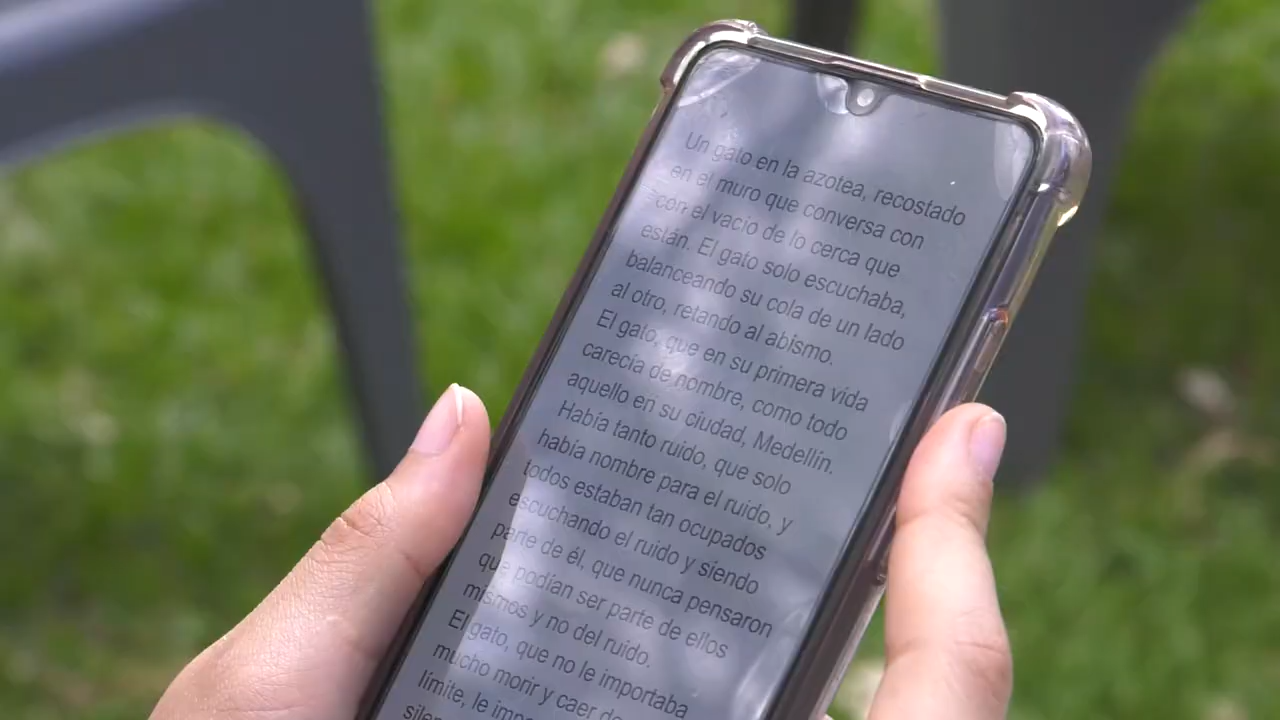 Un gato en la azotea, recostado
en el muro que conversa con
con el vacio de lo cerca que
están. El gato solo escuchaba,
balanceando su cola de un lado
al otro, retando al abismo.
El gato, que en su primera vida
carecía de nombre, como todo
aquello en su ciudad, Medellín.
Había tanto ruido, que solo
había nombre para el ruido, y
todos estaban tan ocupados
escuchando el ruido y siendo
parte de él, que nunca pensaron
que podían ser parte de ellos
mismos y no del ruido.
El gato, que no le importaba
mucho morir y caer de
límite, le